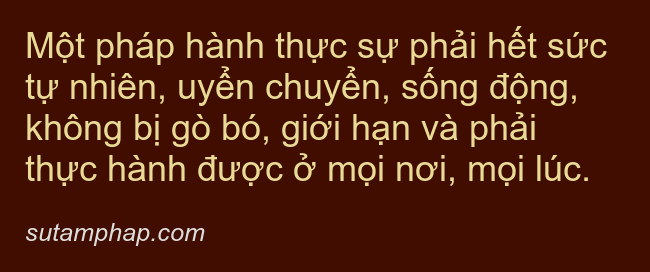 Một pháp hành thực sự phải hết sức
tự nhiên, uyển chuyển, sống động,
không bị gò bó, giới hạn và phải
thực hành được ở mọi nơi, mọi lúc.
sutamphap.com